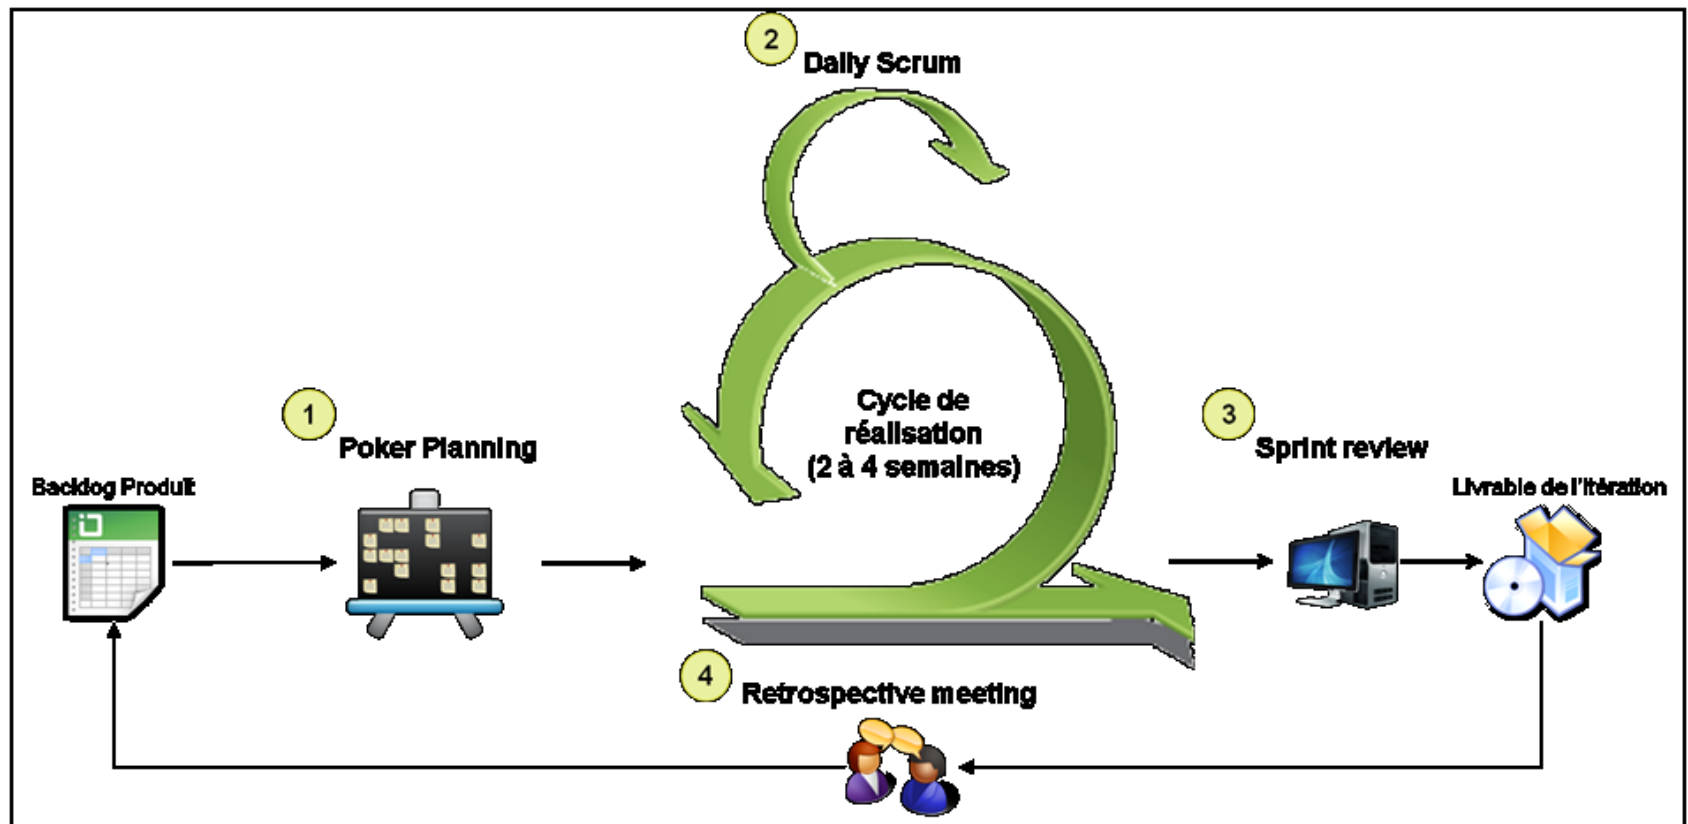 2
Daily Scrum
1
Poker Planning
Cycle de
réalisation
(2 à 4 semaines)
3
Sprint review
Backlog Produit
Livrable de l'itération
4
Retrospective meeting